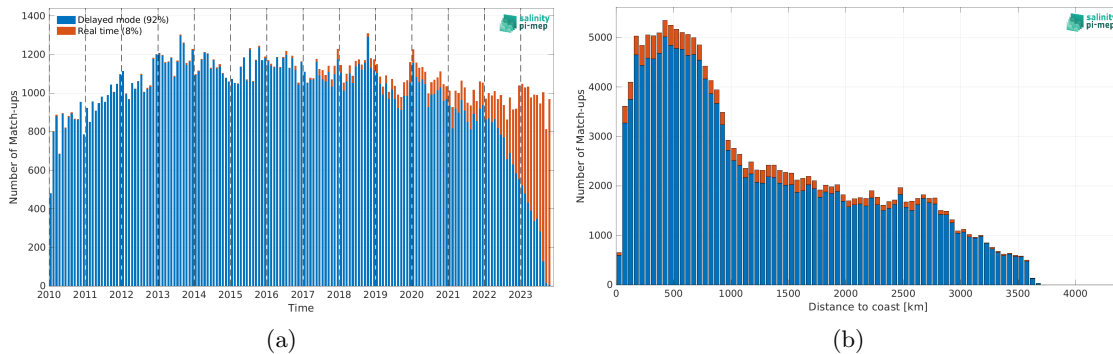 Delayed mode (92%)
Real time (8%)
salinity
pi-mep
1400
1200
1000
800
600
400
200
0
Number of Match-ups
2010 2011 2012 2013 2014 2015 2016 2017 2018 2019 2020 2021 2022 2023
Time
(a)
salinity
pi-mep
5000
4000
3000
2000
1000
0
Number of Match-ups
0 500 1000 1500 2000 2500 3000 3500 4000
Distance to coast [km]
(b)